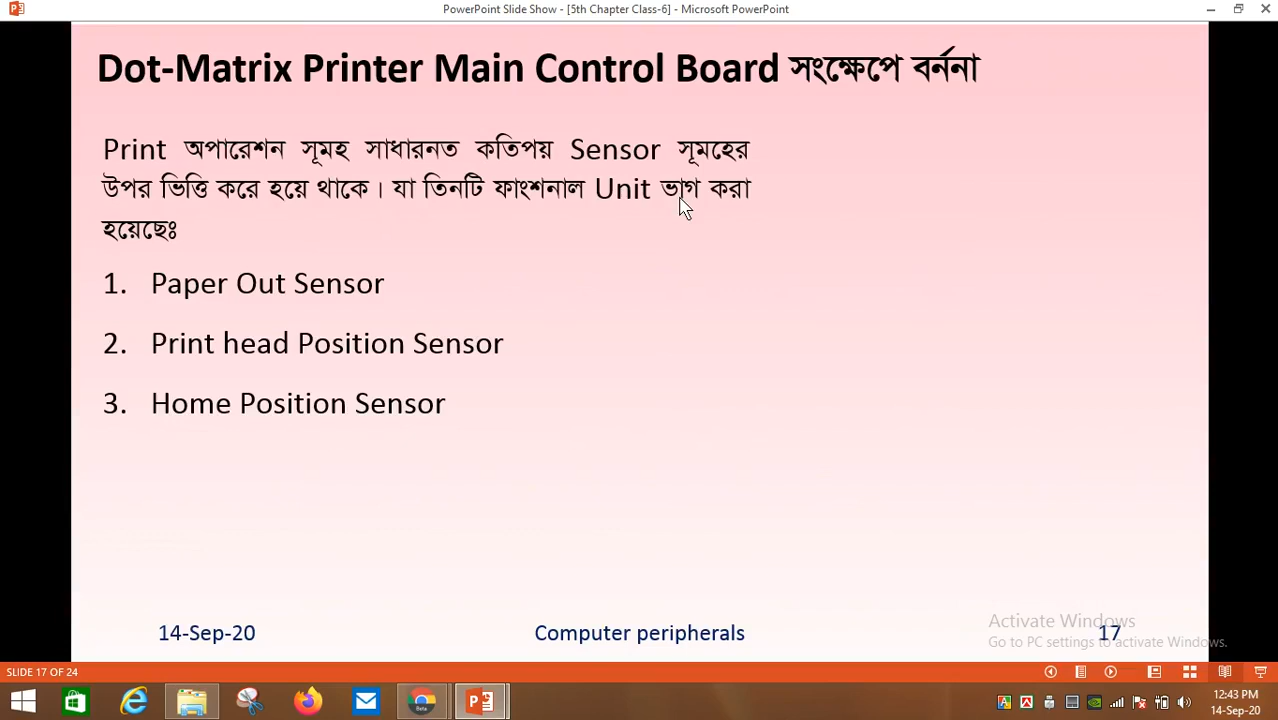 PowerPoint Slide Show - [5th Chapter Class-6] - Microsoft PowerPoint
Dot-Matrix Printer Main Control Board সংক্ষেপে বর্ননা
Print অপারেশন সূমহ সাধারনত কতিপয় Sensor সূমহের
উপর ভিত্তি করে হয়ে থাকে। যা তিনটি ফাংশনাল Unit ভাগ করা
হয়েছেঃ
1. Paper Out Sensor
2. Print head Position Sensor
3. Home Position Sensor
14-Sep-20 Computer peripherals 17
Activate Windows
Go to PC settings to activate Windows.
SLIDE 17 OF 24
Beta
12:43 PM
14-Sep-20